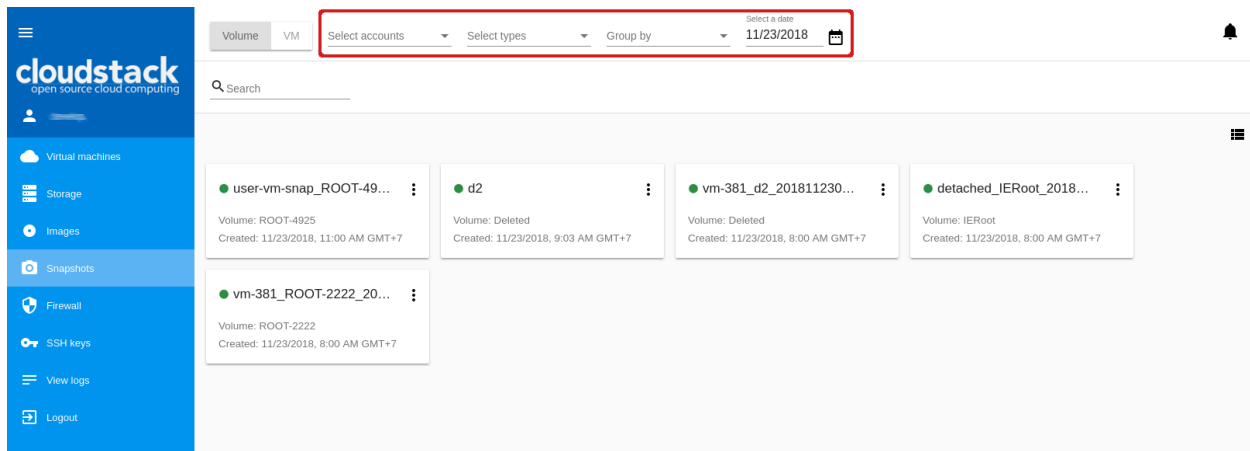 cloudstack
open source cloud computing
Virtual machines
Storage
Images
Snapshots
Firewall
SSH keys
View logs
Logout
Volume VM Select accounts Select types Group by
Select a date
11/23/2018
Search
user-vm-snap_ROOT-49...
Volume: ROOT-4925
Created: 11/23/2018, 11:00 AM GMT+7
d2
Volume: Deleted
Created: 11/23/2018, 9:03 AM GMT+7
vm-381_d2_201811230...
Volume: Deleted
Created: 11/23/2018, 8:00 AM GMT+7
detached_IERoot_2018...
Volume: IERoot
Created: 11/23/2018, 8:00 AM GMT+7
vm-381_ROOT-2222_20...
Volume: ROOT-2222
Created: 11/23/2018, 8:00 AM GMT+7